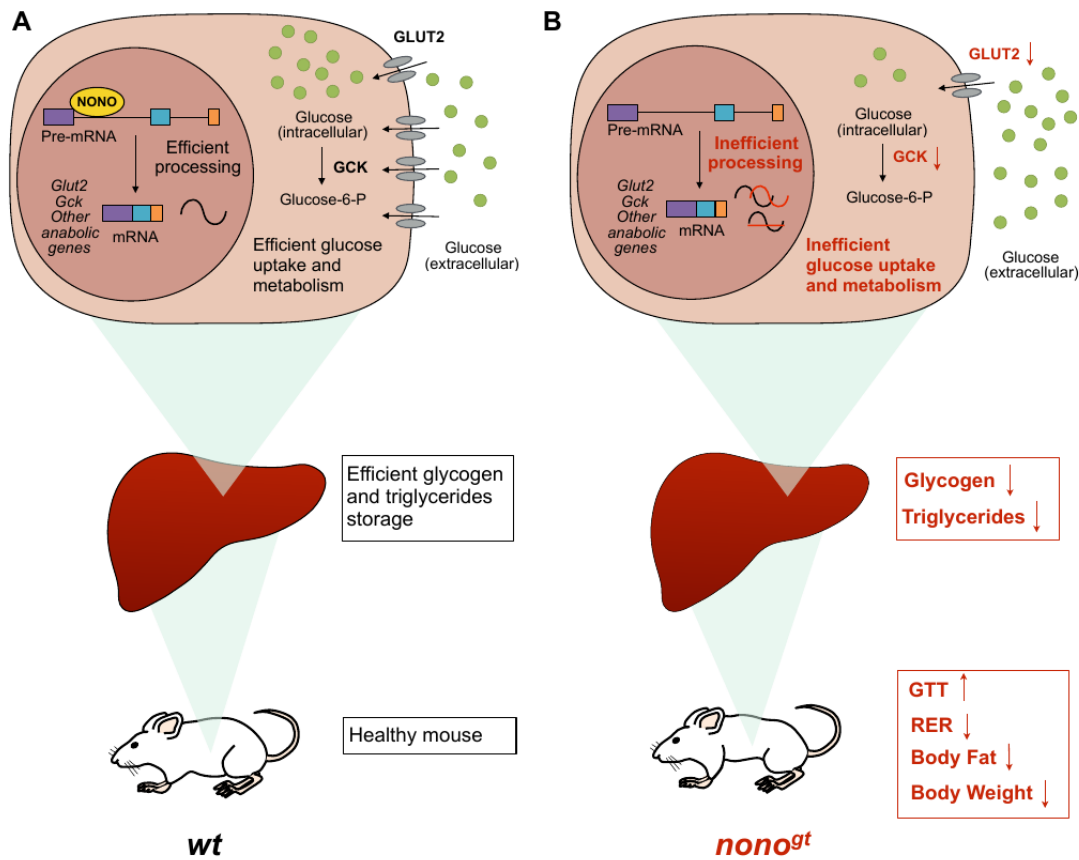 A
GLUT2
NONO
Pre-mRNA
Efficient
processing
Glut2
Gck
Other
anabolic
genes
mRNA
Glucose
(intracellular)
GCK
Glucose-6-P
Efficient glucose
uptake and
metabolism
Glucose
(extracellular)
Efficient glycogen
and triglycerides
storage
Healthy mouse
wt
B
GLUT2
Pre-mRNA
Inefficient
processing
Glut2
Gck
Other
anabolic
genes
mRNA
Glucose
(intracellular)
GCK
Glucose-6-P
Inefficient
glucose uptake
and metabolism
Glucose
(extracellular)
Glycogen ↓
Triglycerides ↓
GTT ↑
RER ↓
Body Fat ↓
Body Weight ↓
nonogt